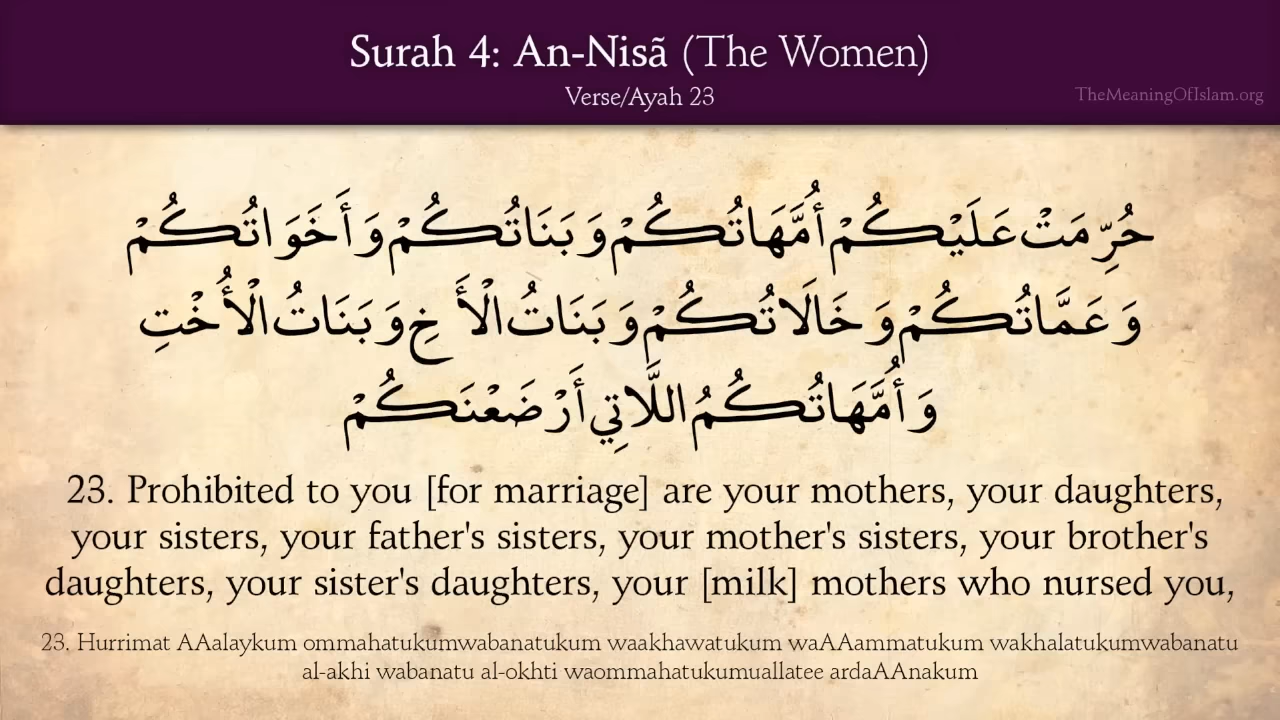 Surah 4: An-Nisã (The Women)
Verse/Ayah 23
TheMeaningOfIslam.org
حُرِّمَتْ عَلَيْكُمْ أُمَّهَاتُكُمْ وَبَنَاتُكُمْ وَأَخَوَاتُكُمْ
وَعَمَّاتُكُمْ وَخَالَاتُكُمْ وَبَنَاتُ الْأَخِ وَبَنَاتُ الْأُخْتِ
وَأُمَّهَاتُكُمُ اللَّاتِي أَرْضَعْنَكُمْ
23. Prohibited to you [for marriage] are your mothers, your daughters,
your sisters, your father's sisters, your mother's sisters, your brother's
daughters, your sister's daughters, your [milk] mothers who nursed you,
23. Hurrimat AAalaykum ommahatukumwabanatukum waakhawatukum waAAammatukum wakhalatukumwabanatu
al-akhi wabanatu al-okhti waommahatukumuallatee ardaAAnakum